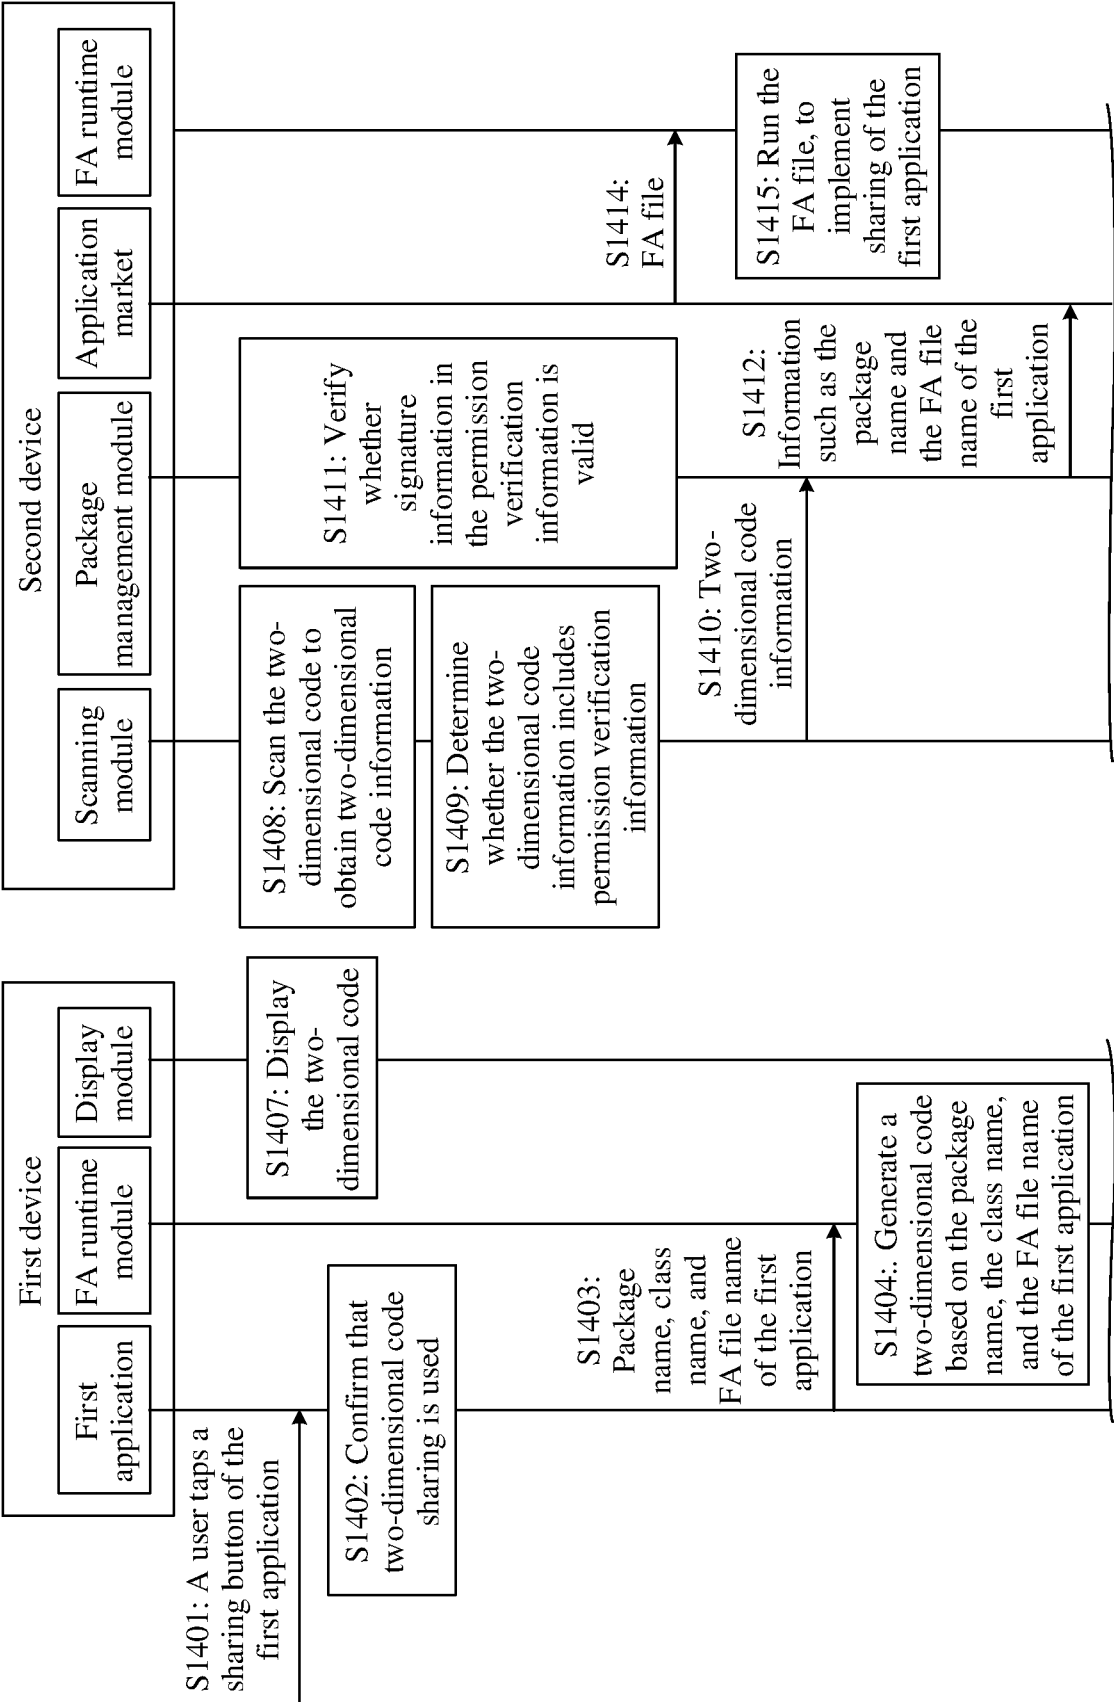 First device
First
application
FA runtime
module
Display
module
Second device
Scanning
module
Package
management module
Application
market
FA runtime
module
S1401: A user taps a
sharing button of the
first application
S1402: Confirm that
two-dimensional code
sharing is used
S1403:
Package
name, class
name, and
FA file name
of the first
application
S1404:. Generate a
two-dimensional code
based on the package
name, the class name,
and the FA file name
of the first application
S1407: Display
the two-
dimensional code
S1408: Scan the two-
dimensional code to
obtain two-dimensional
code information
S1409: Determine
whether the two-
dimensional code
information includes
permission verification
information
S1410: Two-
dimensional code
information
S1411: Verify
whether
signature
information in
the permission
verification
information is
valid
S1412:
Information
such as the
package
name and
the FA file
name of the
first
application
S1414:
FA file
S1415: Run the
FA file, to
implement
sharing of the
first application